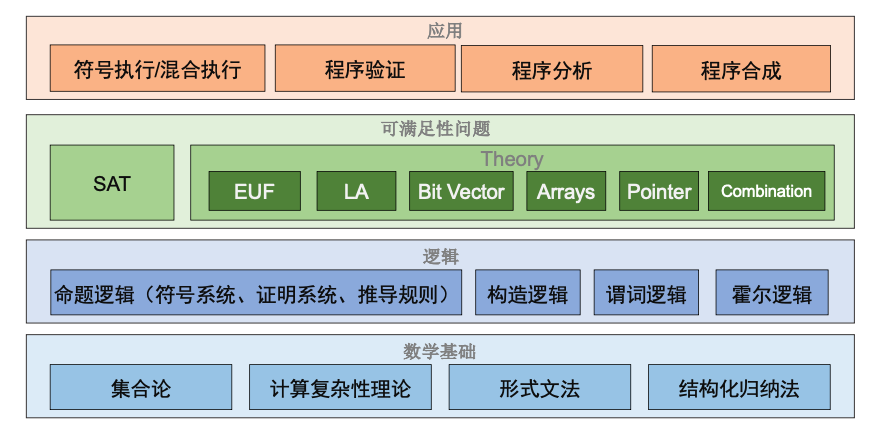 应用
符号执行/混合执行
程序验证
程序分析
程序合成
可满足性问题
SAT
Theory
EUF
LA
Bit Vector
Arrays
Pointer
Combination
逻辑
命题逻辑（符号系统、证明系统、推导规则）
构造逻辑
谓词逻辑
霍尔逻辑
数学基础
集合论
计算复杂性理论
形式文法
结构化归纳法